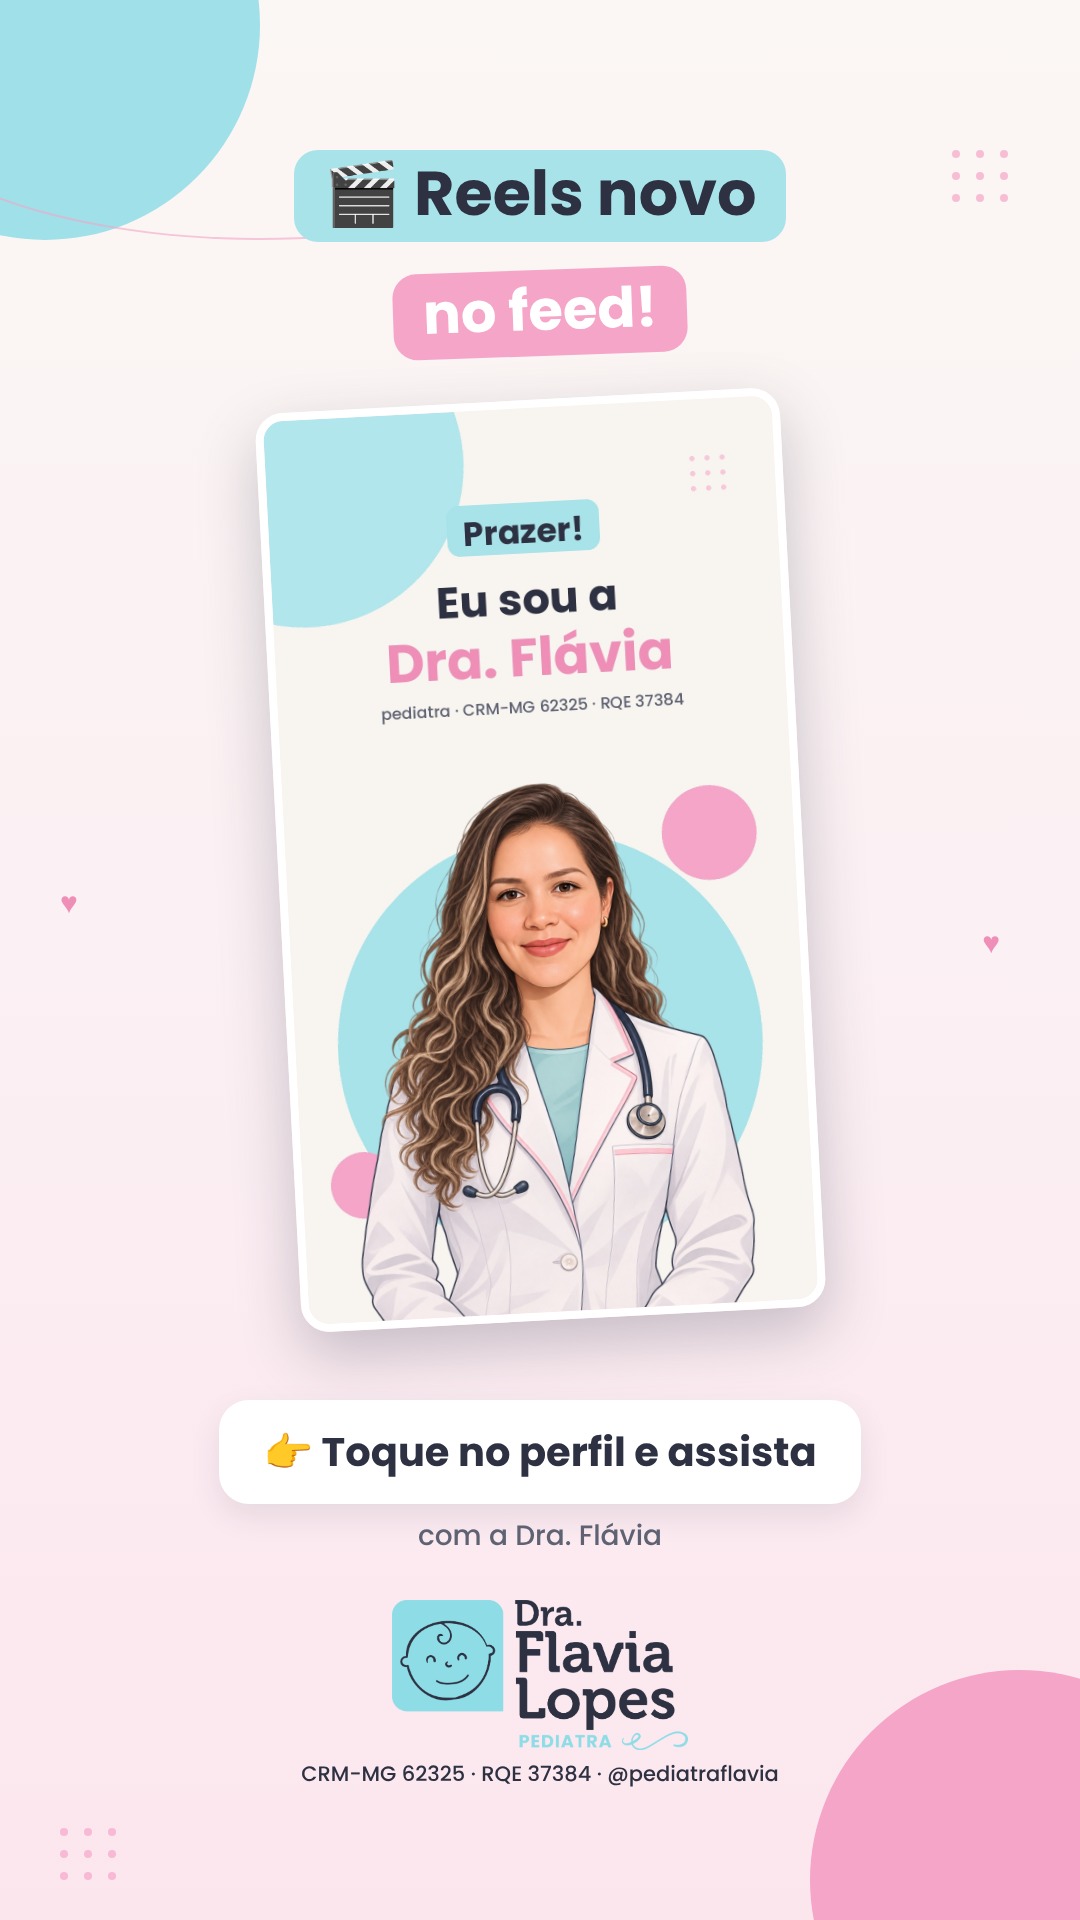 🎬 Reels novo
no feed!
Prazer!
Eu sou a
Dra. Flávia
pediatra · CRM-MG 62325 · RQE 37384
👉 Toque no perfil e assista
com a Dra. Flávia
Dra.
Flavia
Lopes
PEDIATRA
CRM-MG 62325 · RQE 37384 · @pediatraflavia